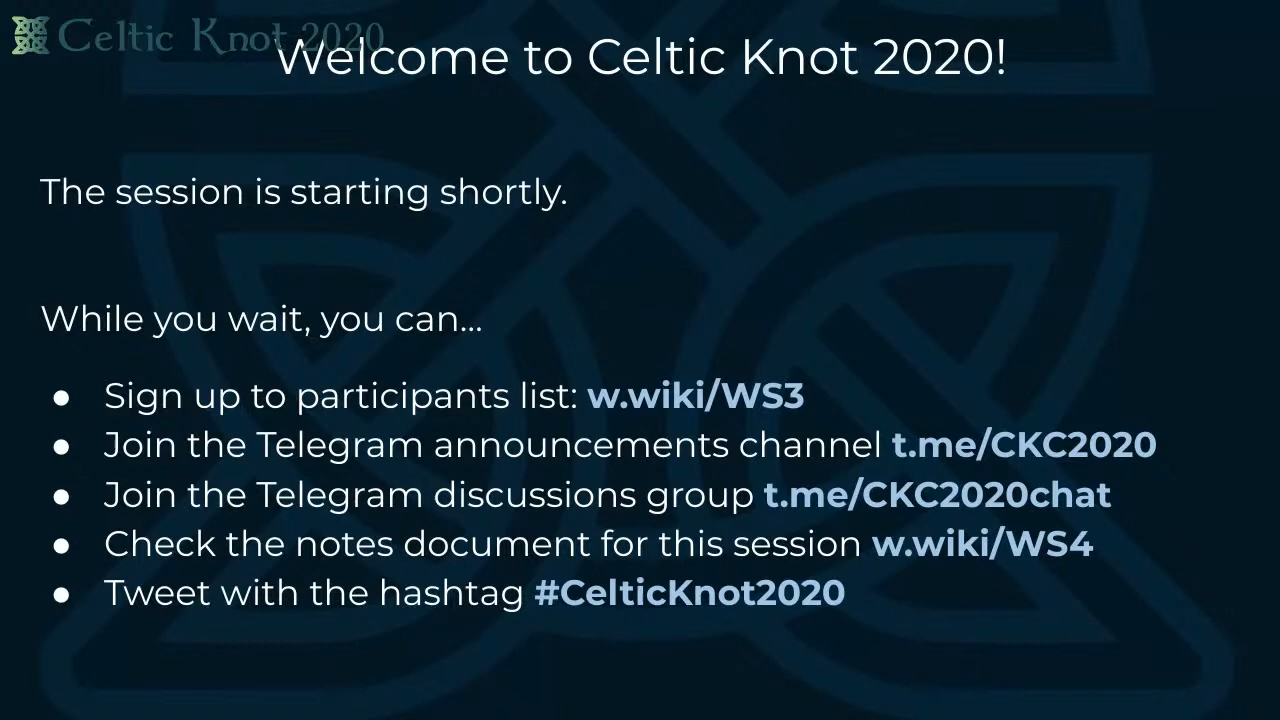 Celtic Knot 2020
Welcome to Celtic Knot 2020!
The session is starting shortly.
While you wait, you can...
● Sign up to participants list: w.wiki/WS3
● Join the Telegram announcements channel t.me/CKC2020
● Join the Telegram discussions group t.me/CKC2020chat
● Check the notes document for this session w.wiki/WS4
● Tweet with the hashtag #CelticKnot2020